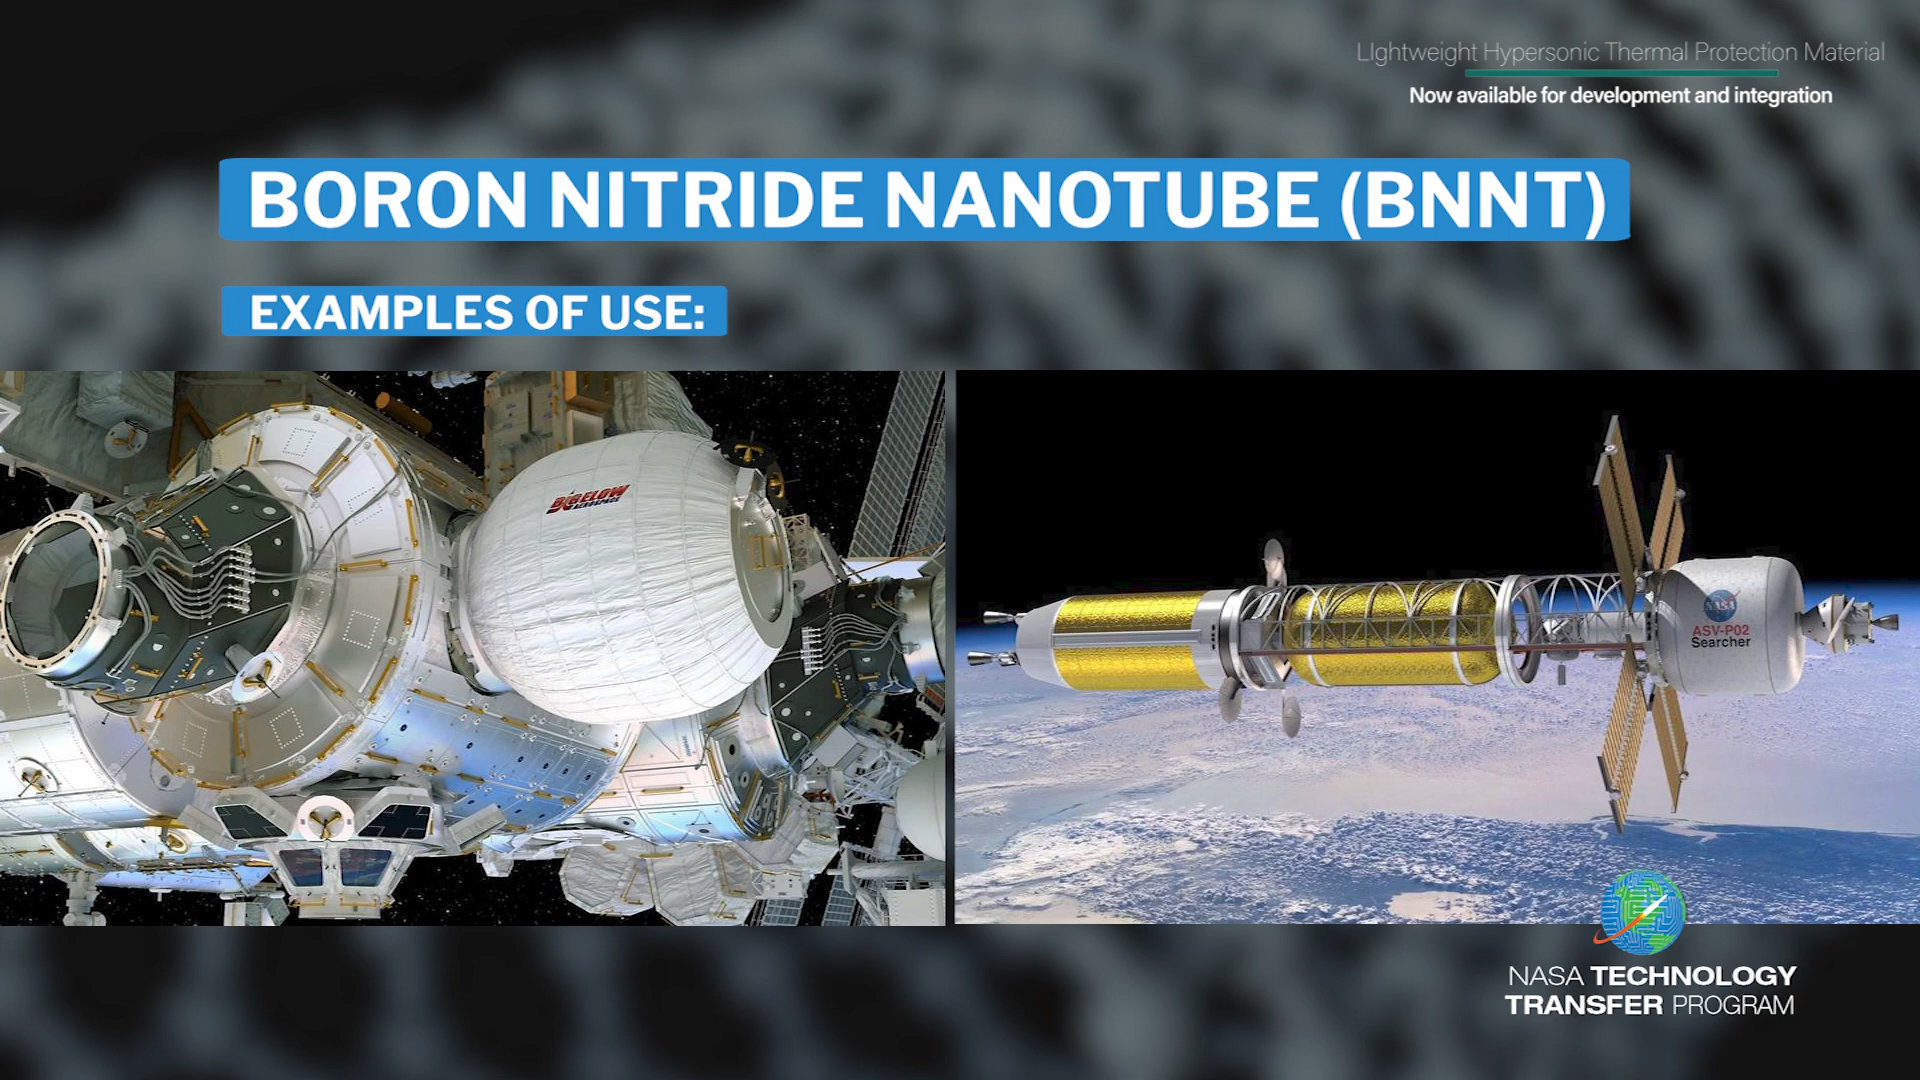 LIghtweight Hypersonic Thermal Protection Material
Now available for development and integration
BORON NITRIDE NANOTUBE (BNNT)
EXAMPLES OF USE:
BIGELOW
AEROSPACE
NASA
ASV-P02
Searcher
NASA TECHNOLOGY
TRANSFER PROGRAM